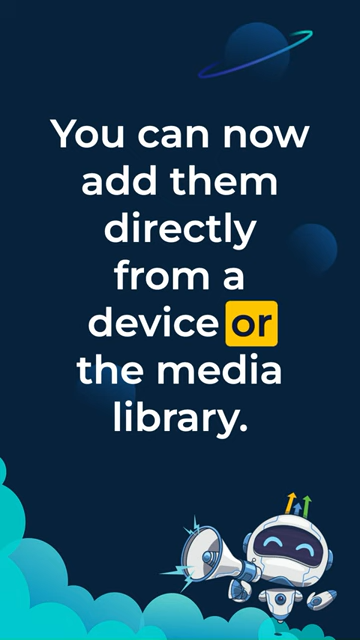 You can now
add them
directly
from a
device or
the media
library.